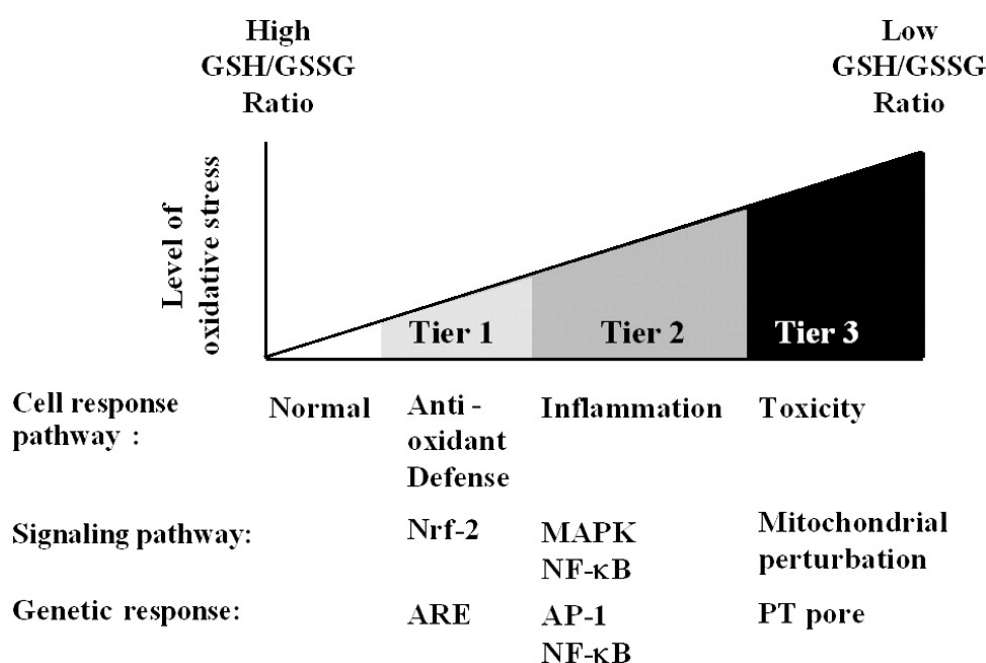 High
GSH/GSSG
Ratio
Low
GSH/GSSG
Ratio
Level of
oxidative stress
Tier 1
Tier 2
Tier 3
Cell response
pathway :
Normal
Anti -
oxidant
Defense
Inflammation
Toxicity
Signaling pathway:
Nrf-2
MAPK
NF-κB
Mitochondrial
perturbation
Genetic response:
ARE
AP-1
NF-κB
PT pore